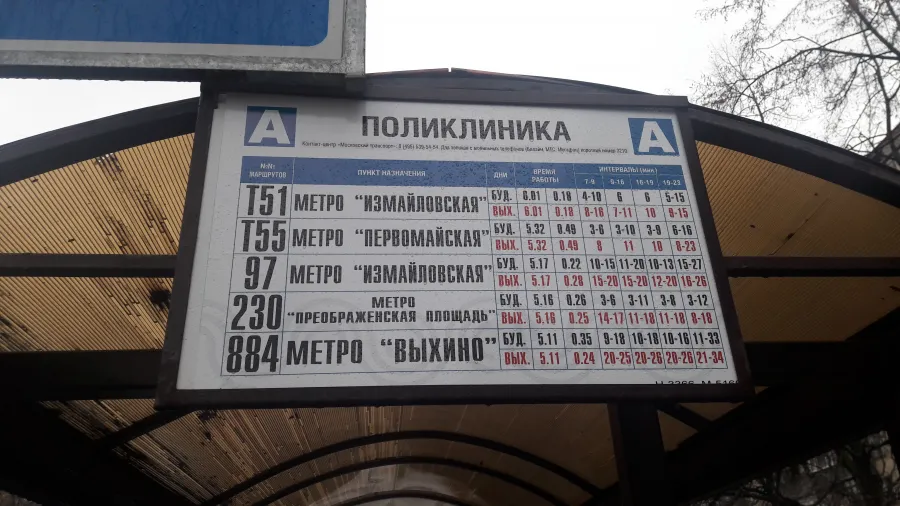 А ПОЛИКЛИНИКА А
Контакт-центр «Московский транспорт»
№№ МАРШРУТОВ ПУНКТ НАЗНАЧЕНИЯ ДНИ ВРЕМЯ РАБОТЫ ИНТЕРВАЛЫ (мин)
7-9 9-16 16-19 19-23
Т51 МЕТРО "ИЗМАЙЛОВСКАЯ" БУД. 6.01 0.18 4-10 6 6 5-15
ВЫХ. 6.01 0.18 8-16 7-11 10 8-15
Т55 МЕТРО "ПЕРВОМАЙСКАЯ" БУД. 5.32 0.49 3-6 3-10 3-9 6-16
ВЫХ. 5.32 0.49 8 11 10 8-23
97 МЕТРО "ИЗМАЙЛОВСКАЯ" БУД. 5.17 0.22 10-15 11-20 10-13 15-27
ВЫХ. 5.17 0.28 15-20 15-20 12-20 16-26
230 МЕТРО "ПРЕОБРАЖЕНСКАЯ ПЛОЩАДЬ" БУД. 5.16 0.26 3-6 3-11 3-8 3-12
ВЫХ. 5.16 0.25 14-17 11-18 11-18 8-18
884 МЕТРО "ВЫХИНО" БУД. 5.11 0.35 9-18 10-18 10-16 11-33
ВЫХ. 5.11 0.24 20-25 20-26 20-26 21-34